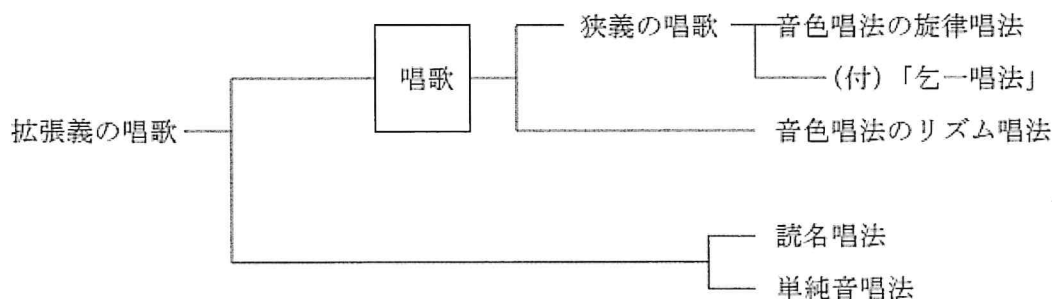 狭義の唱歌 音色唱法の旋律唱法
唱歌 (付)「乞一唱法」
拡張義の唱歌 音色唱法のリズム唱法
読名唱法
単純音唱法